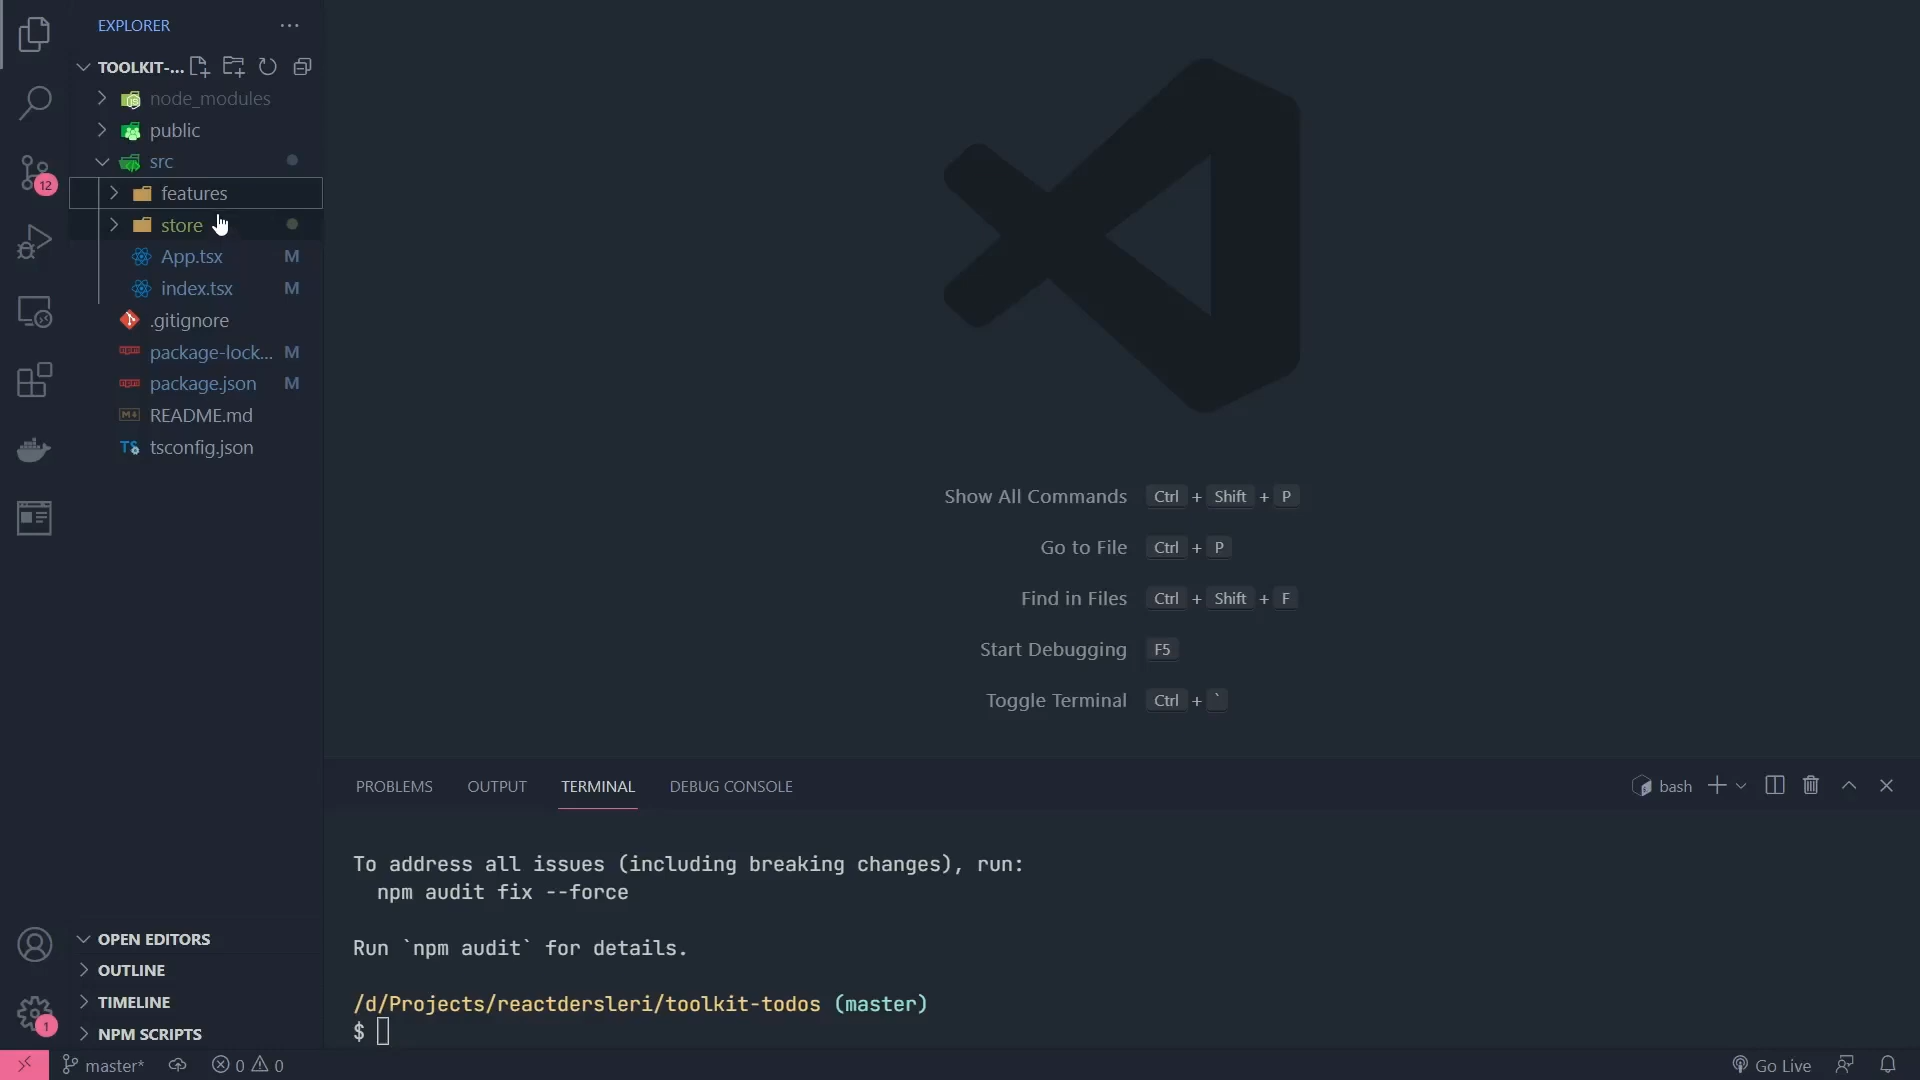 EXPLORER
TOOLKIT-...
node_modules
public
src
features
store
App.tsx M
index.tsx M
.gitignore
package-lock... M
package.json M
README.md
tsconfig.json
12
OPEN EDITORS
OUTLINE
TIMELINE
NPM SCRIPTS
1
Show All Commands Ctrl + Shift + P
Go to File Ctrl + P
Find in Files Ctrl + Shift + F
Start Debugging F5
Toggle Terminal Ctrl + `
PROBLEMS OUTPUT TERMINAL DEBUG CONSOLE bash
To address all issues (including breaking changes), run:
npm audit fix --force
Run `npm audit` for details.
/d/Projects/reactdersleri/toolkit-todos (master)
$
master* 0 0 Go Live